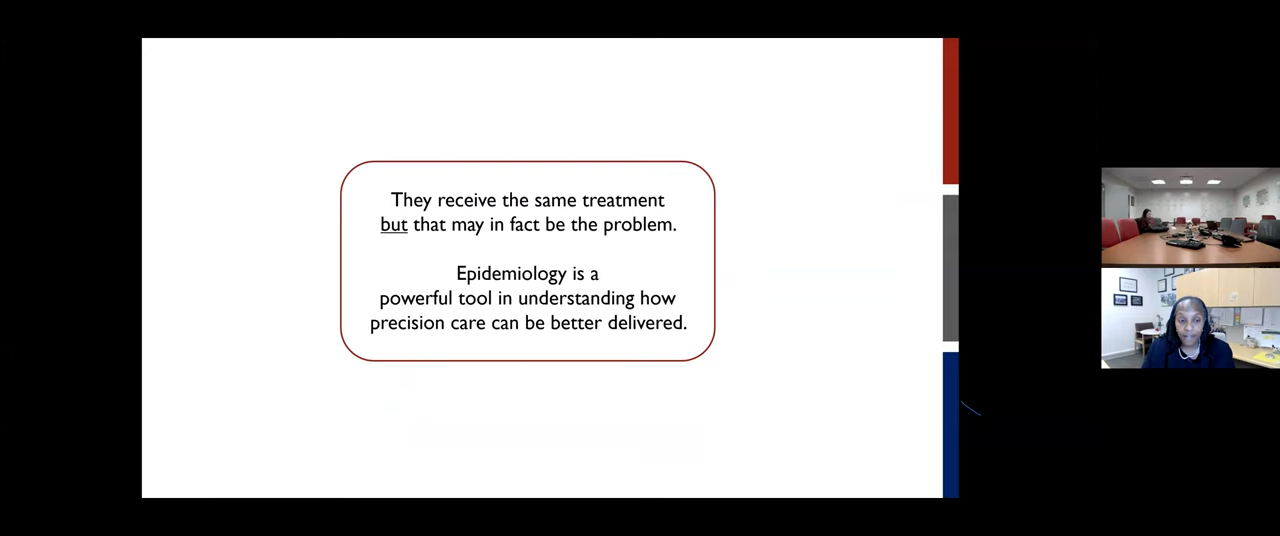 They receive the same treatment
but that may in fact be the problem.
Epidemiology is a
powerful tool in understanding how
precision care can be better delivered.